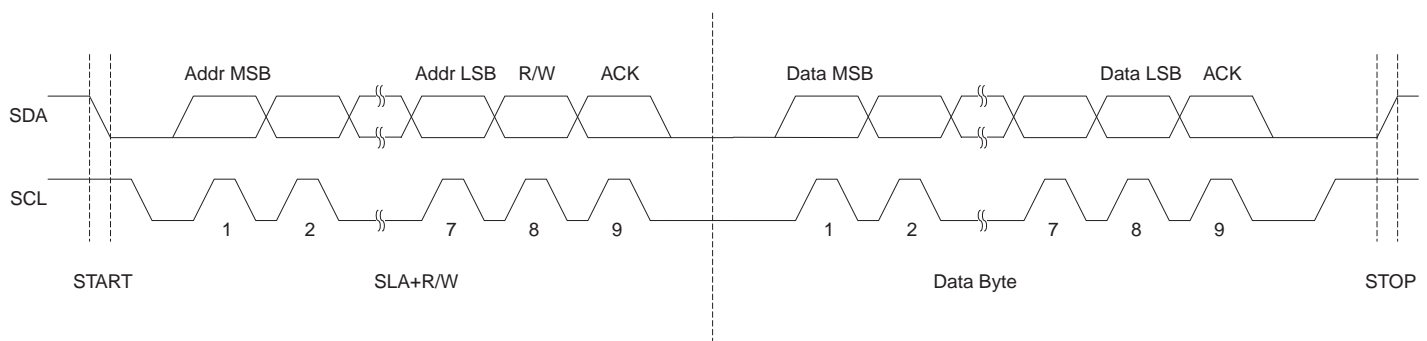 Addr MSB Addr LSB R/W ACK Data MSB Data LSB ACK
SDA
SCL
1 2 7 8 9 1 2 7 8 9
START SLA+R/W Data Byte STOP